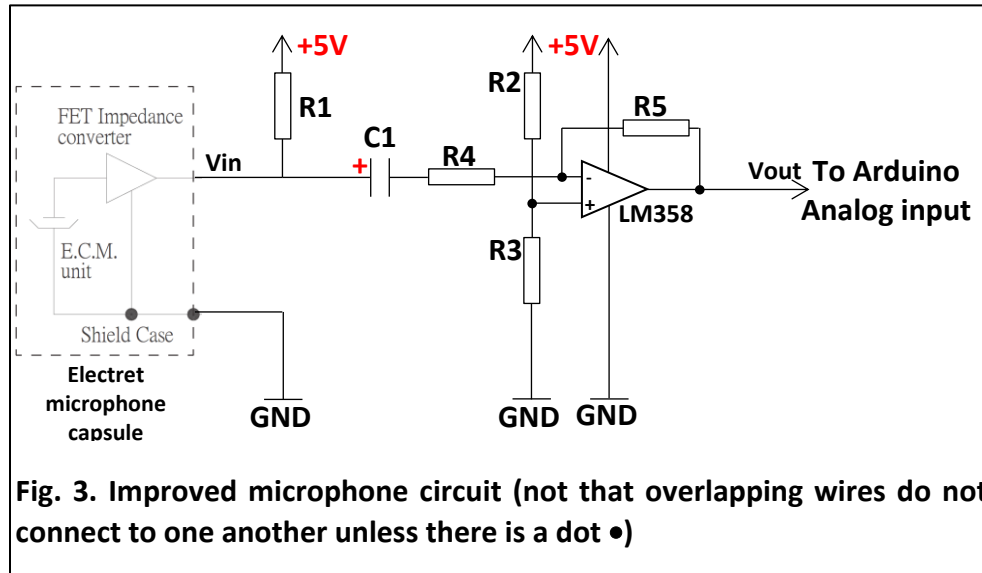 +5V
+5V
R2
R1
R5
FET Impedance
converter
C1
Vin
+
R4
-
+
LM358
Vout To Arduino
Analog input
E.C.M.
unit
R3
Shield Case
Electret
microphone
capsule
GND
GND
GND
Fig. 3. Improved microphone circuit (not that overlapping wires do not
connect to one another unless there is a dot ●)